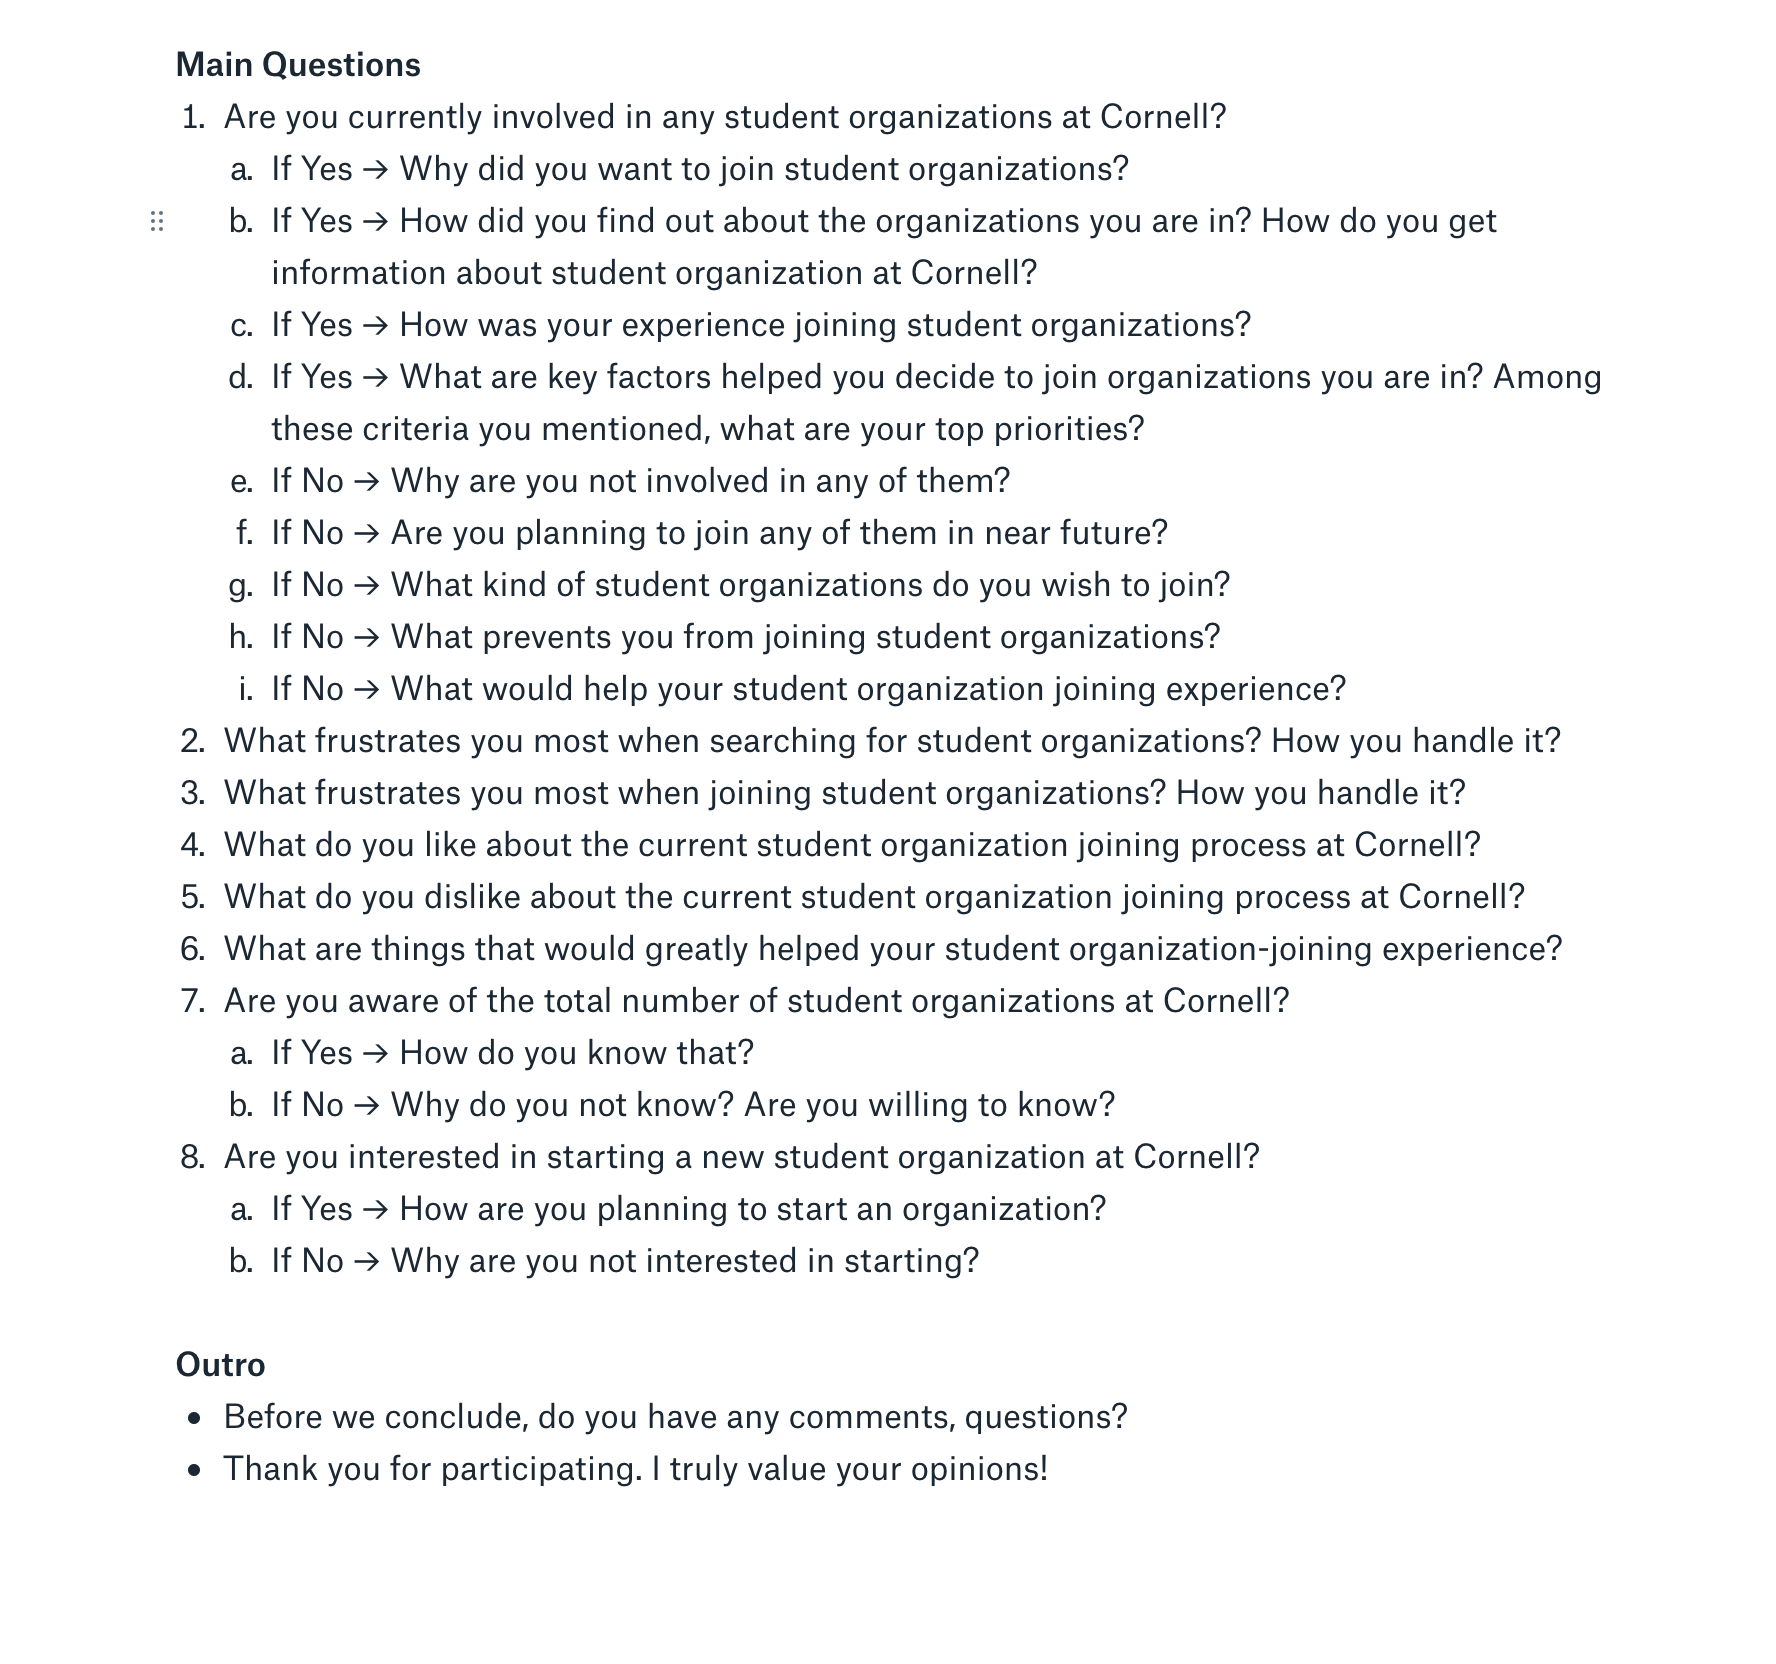 Main Questions
1. Are you currently involved in any student organizations at Cornell?
a. If Yes → Why did you want to join student organizations?
b. If Yes → How did you find out about the organizations you are in? How do you get
information about student organization at Cornell?
c. If Yes → How was your experience joining student organizations?
d. If Yes → What are key factors helped you decide to join organizations you are in? Among
these criteria you mentioned, what are your top priorities?
e. If No → Why are you not involved in any of them?
f. If No → Are you planning to join any of them in near future?
g. If No → What kind of student organizations do you wish to join?
h. If No → What prevents you from joining student organizations?
i. If No → What would help your student organization joining experience?
2. What frustrates you most when searching for student organizations? How you handle it?
3. What frustrates you most when joining student organizations? How you handle it?
4. What do you like about the current student organization joining process at Cornell?
5. What do you dislike about the current student organization joining process at Cornell?
6. What are things that would greatly helped your student organization-joining experience?
7. Are you aware of the total number of student organizations at Cornell?
a. If Yes → How do you know that?
b. If No → Why do you not know? Are you willing to know?
8. Are you interested in starting a new student organization at Cornell?
a. If Yes → How are you planning to start an organization?
b. If No → Why are you not interested in starting?
Outro
• Before we conclude, do you have any comments, questions?
• Thank you for participating. I truly value your opinions!